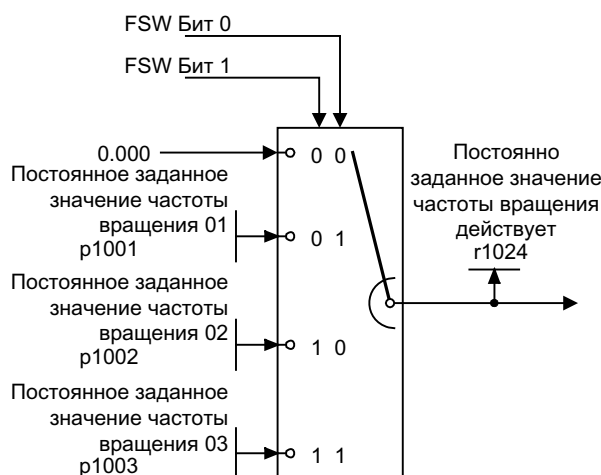 FSW Бит 0
FSW Бит 1
0.000
0 0
Постоянное заданное
значение частоты
вращения 01
p1001
0 1
Постоянное заданное
значение частоты
вращения 02
p1002
1 0
Постоянное заданное
значение частоты
вращения 03
p1003
1 1
Постоянно
заданное значение
частоты вращения
действует
r1024